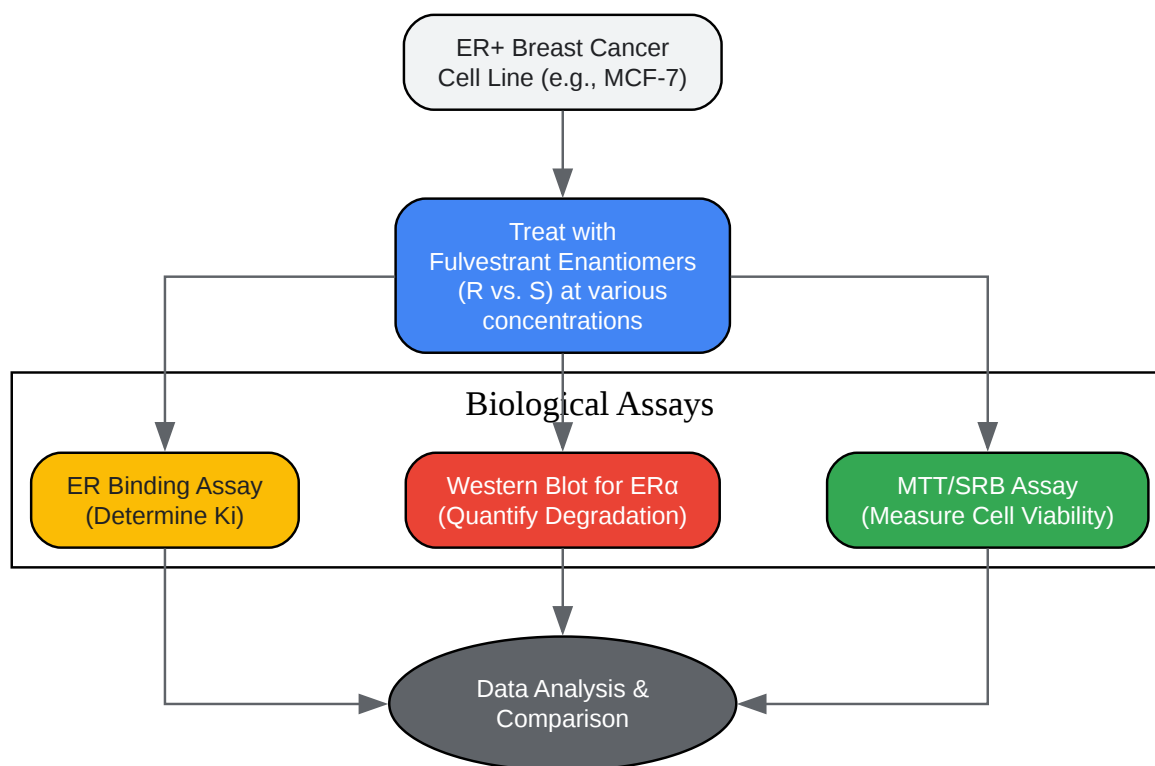 ER+ Breast Cancer
Cell Line (e.g., MCF-7)
Treat with
Fulvestrant Enantiomers
(R vs. S) at various
concentrations
Biological Assays
ER Binding Assay
(Determine Ki)
Western Blot for ERα
(Quantify Degradation)
MTT/SRB Assay
(Measure Cell Viability)
Data Analysis &
Comparison